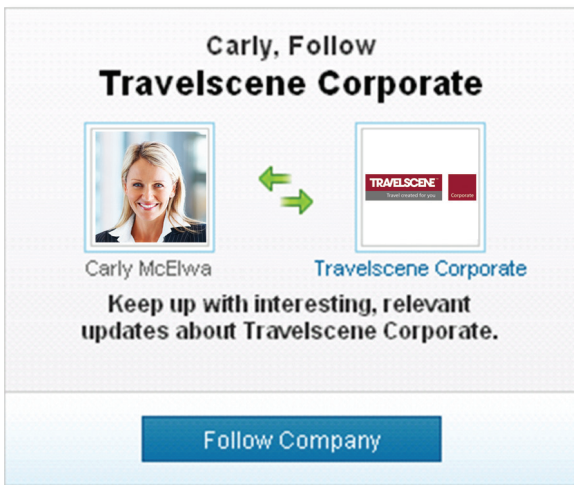 Carly, Follow
Travelscene Corporate
TRAVELSCENE
Travel created for you
Corporate
Carly McElwa
Travelscene Corporate
Keep up with interesting, relevant
updates about Travelscene Corporate.
Follow Company